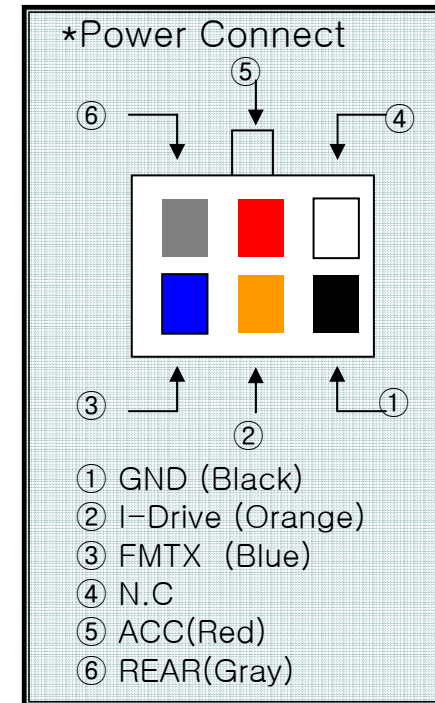 *Power Connect
⑤
⑥ ④
③ ①
②
① GND (Black)
② I-Drive (Orange)
③ FMTX (Blue)
④ N.C
⑤ ACC(Red)
⑥ REAR(Gray)